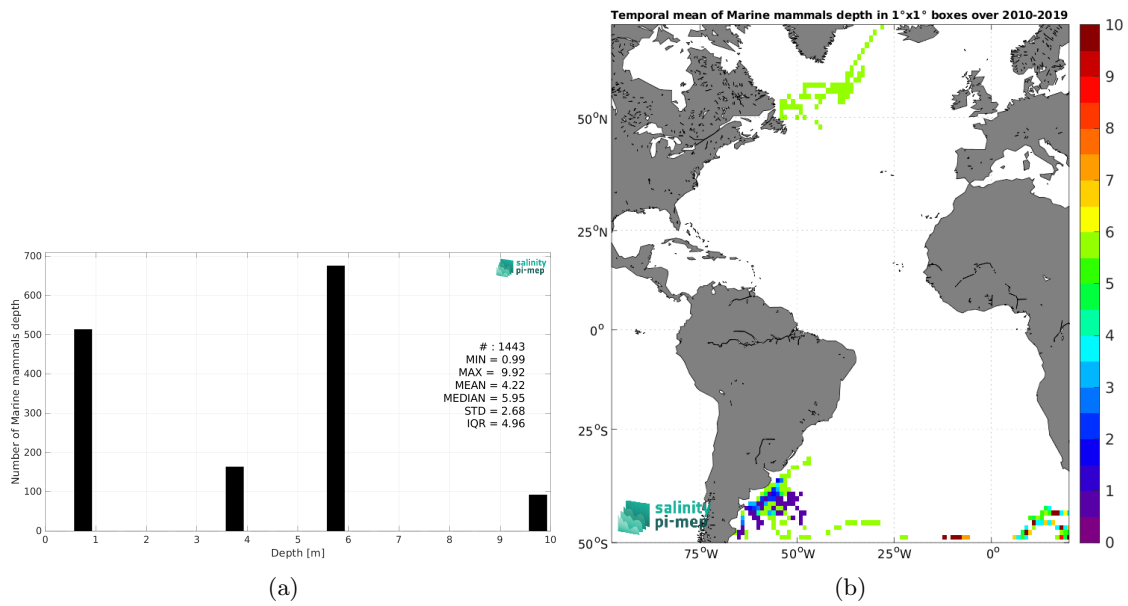 Temporal mean of Marine mammals depth in 1°x1° boxes over 2010-2019
Number of Marine mammals depth
700
600
500
400
300
200
100
0
0 1 2 3 4 5 6 7 8 9 10
Depth [m]
salinity
pi-mep
# : 1443
MIN = 0.99
MAX = 9.92
MEAN = 4.22
MEDIAN = 5.95
STD = 2.68
IQR = 4.96
(a)
50°N
25°N
0°
25°S
50°S
75°W 50°W 25°W 0°
salinity
pi-mep
10
9
8
7
6
5
4
3
2
1
0
(b)